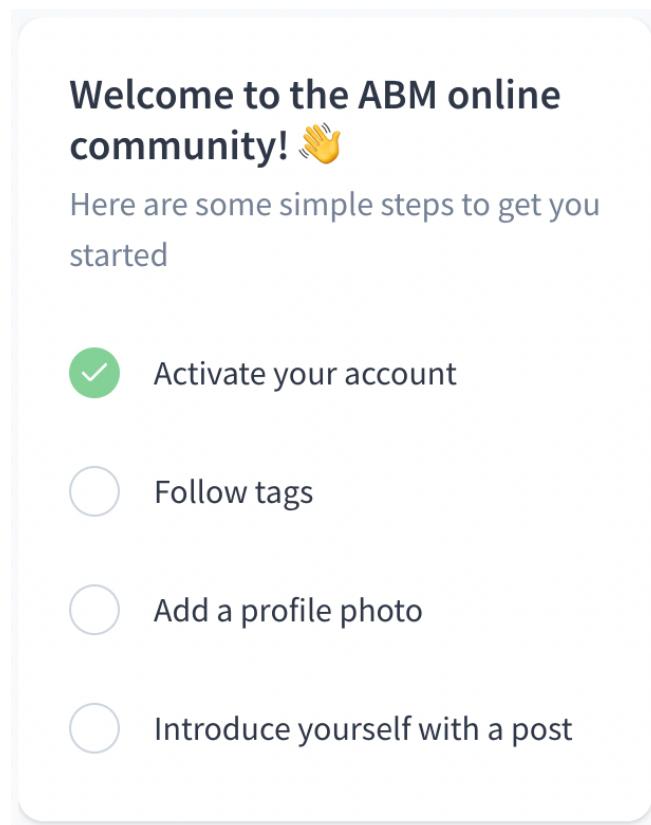 Welcome to the ABM online
community! 👋
Here are some simple steps to get you
started
Activate your account
Follow tags
Add a profile photo
Introduce yourself with a post